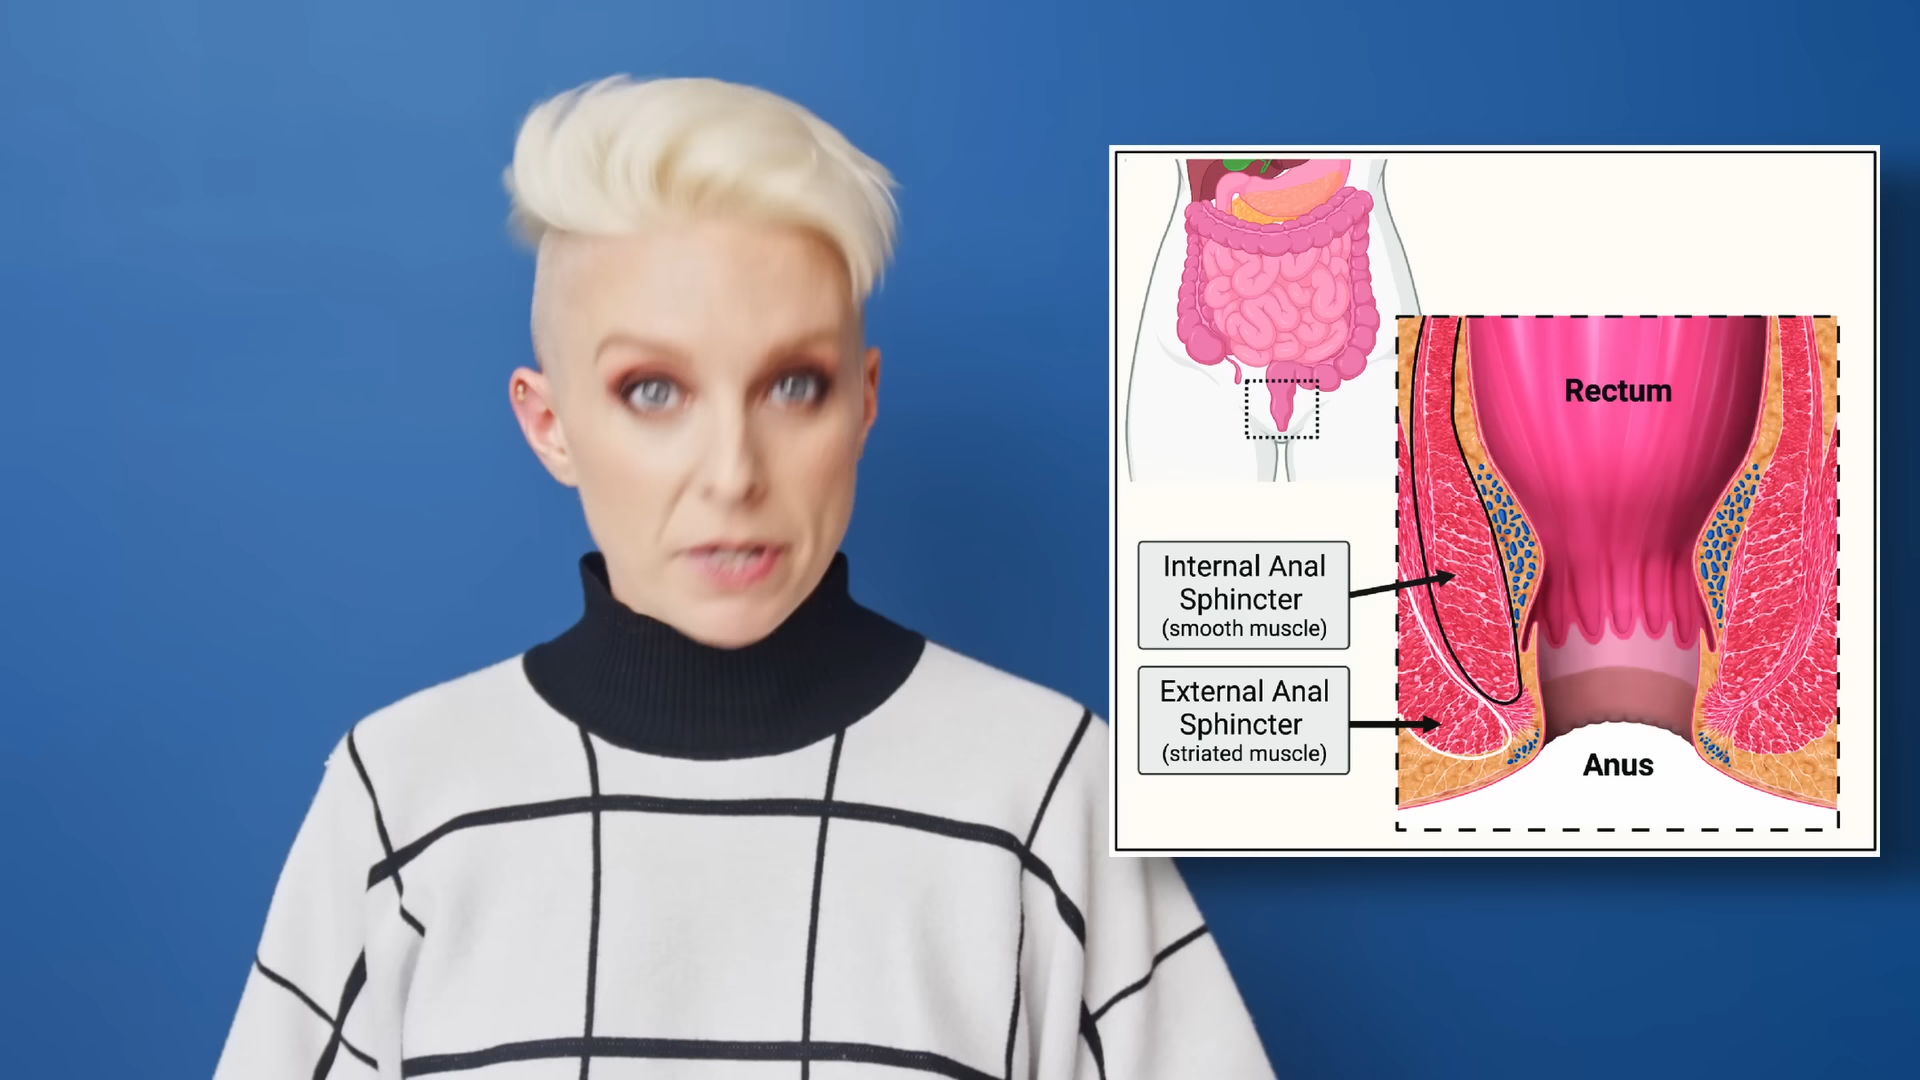 Rectum
Internal Anal
Sphincter
(smooth muscle)
External Anal
Sphincter
(striated muscle)
Anus